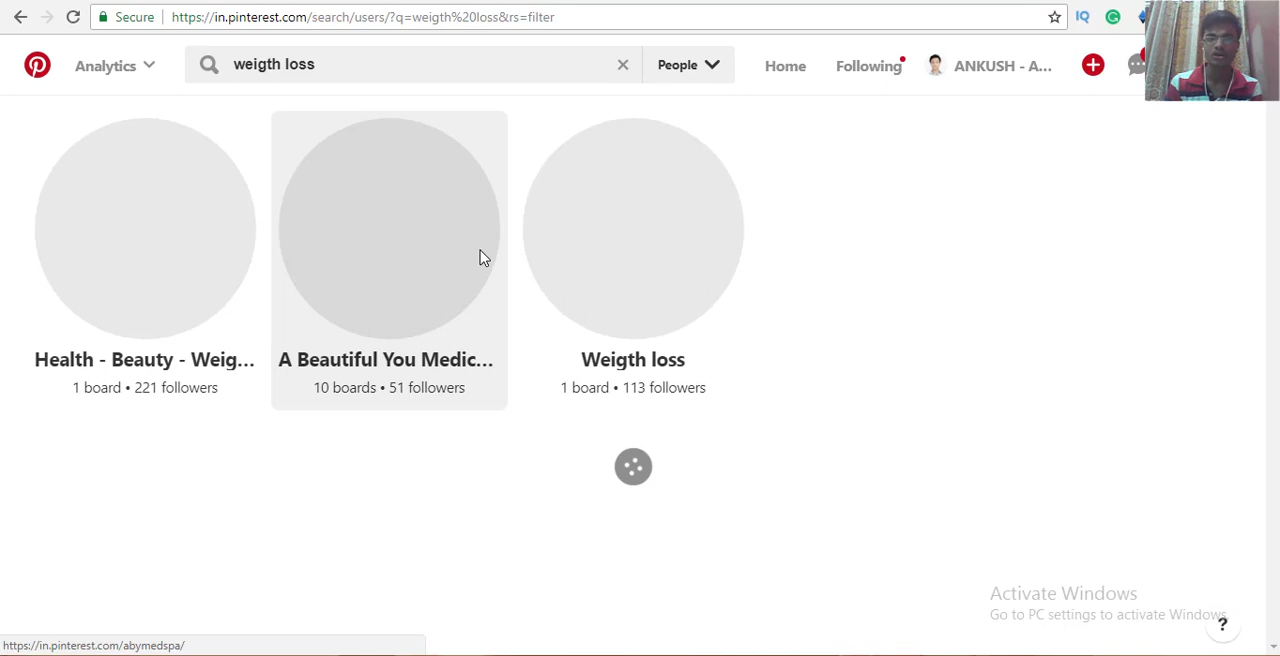 Secure
https://in.pinterest.com/search/users/?q=weigth%20loss&rs=filter
IQ
Analytics
weigth loss
People
Home
Following
ANKUSH - A...
Health - Beauty - Weig...
1 board • 221 followers
A Beautiful You Medic...
10 boards • 51 followers
Weigth loss
1 board • 113 followers
Activate Windows
Go to PC settings to activate Windows.
?
https://in.pinterest.com/abymedspa/